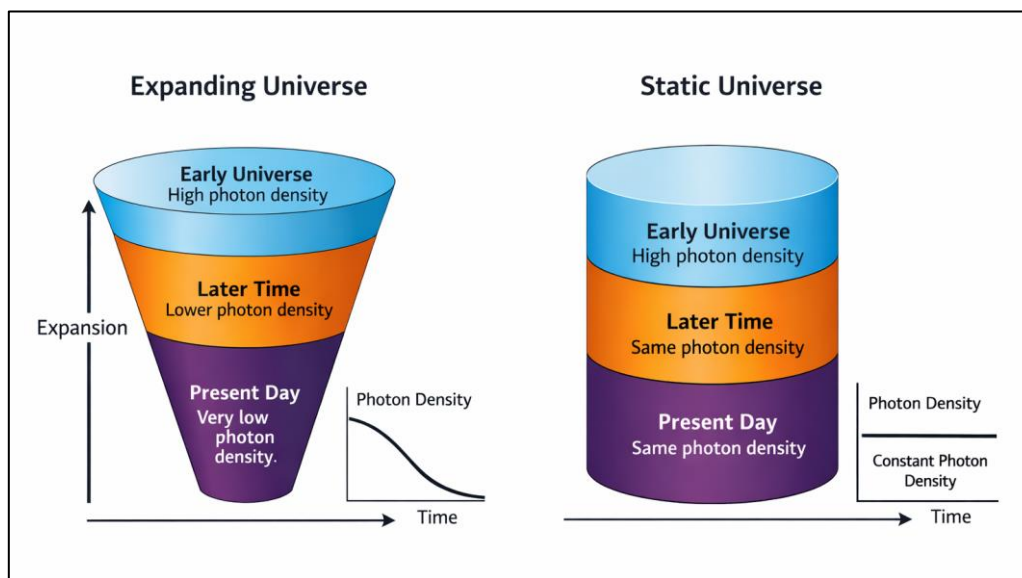 Expanding Universe
Early Universe
High photon density
Later Time
Lower photon density
Expansion
Present Day
Very low
photon
density.
Photon Density
Time
Static Universe
Early Universe
High photon density
Later Time
Same photon density
Present Day
Same photon density
Photon Density
Constant Photon
Density
Time